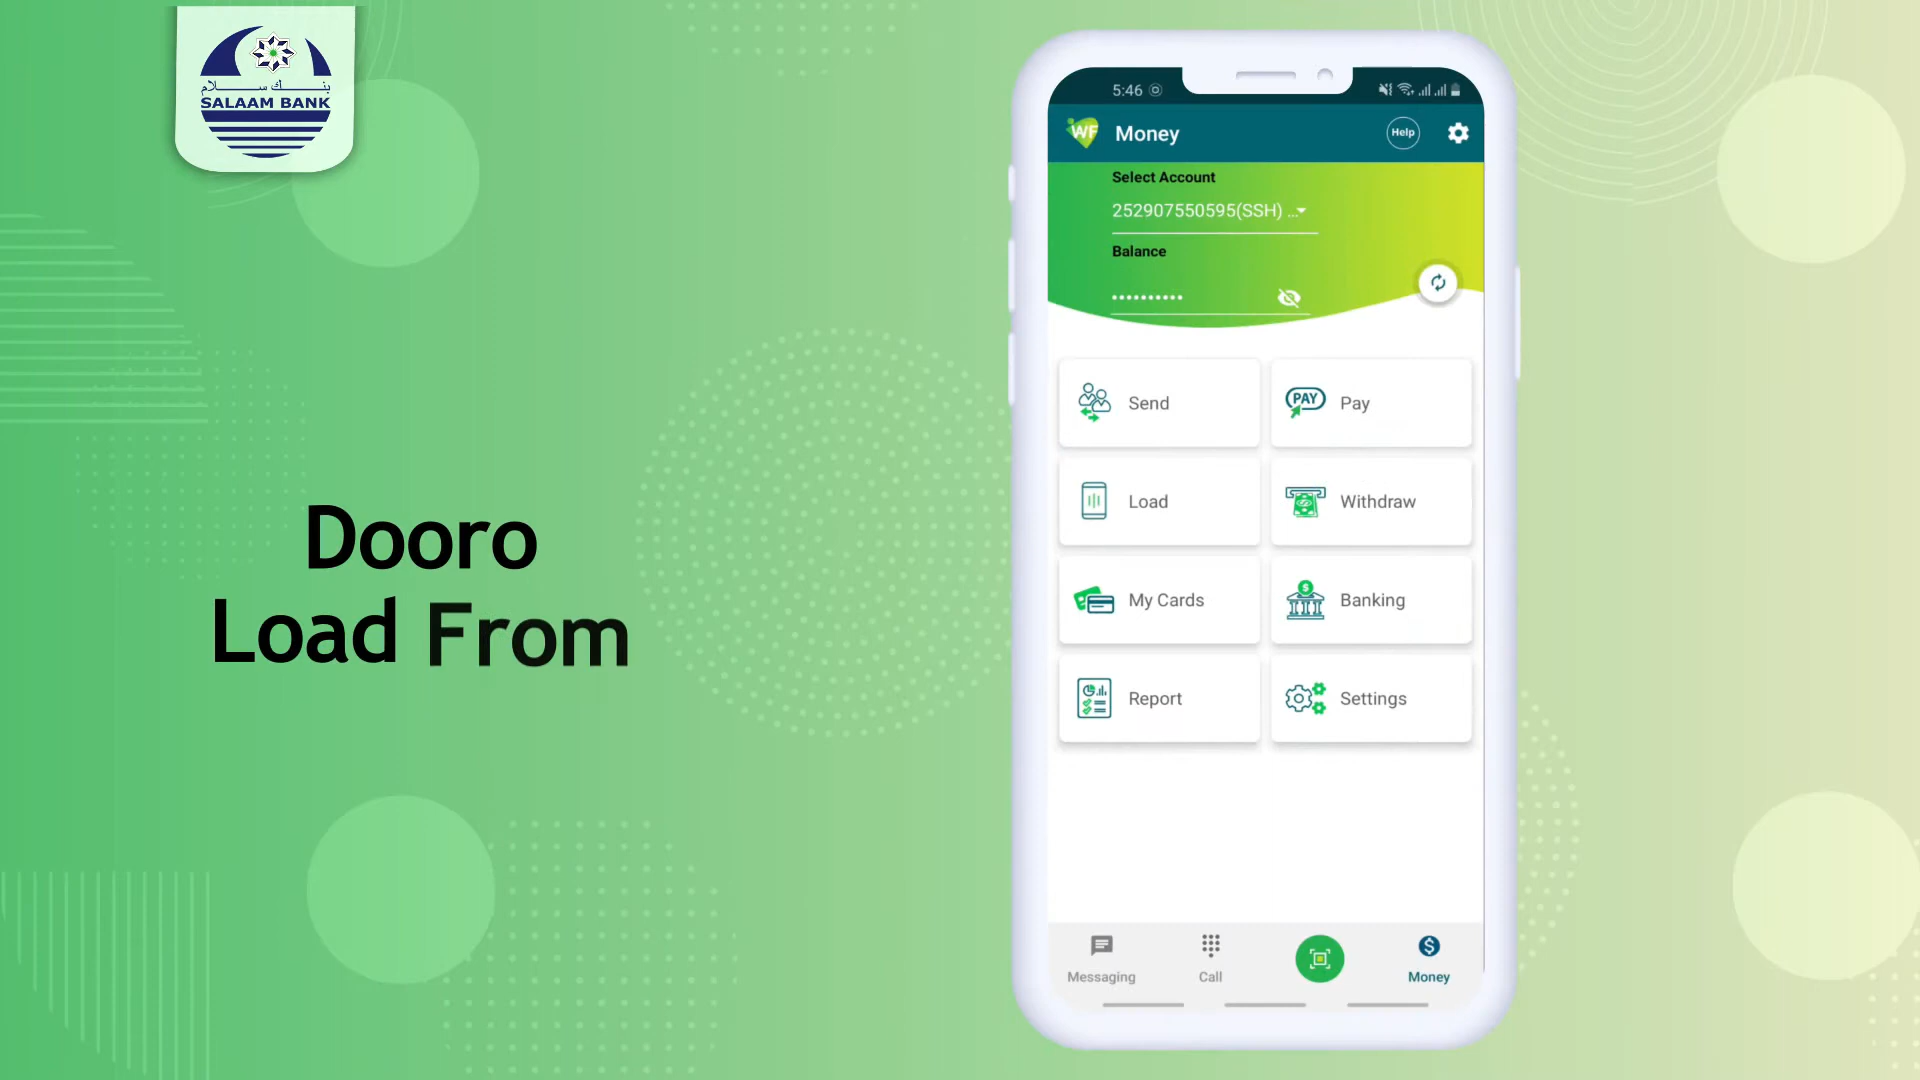 بنك سلام
SALAAM BANK
Dooro
Load From
5:46
WF
Money
Help
Select Account
252907550595(SSH) ...
Balance
Send
PAY
Pay
Load
Withdraw
My Cards
Banking
Report
Settings
Messaging
Call
Money